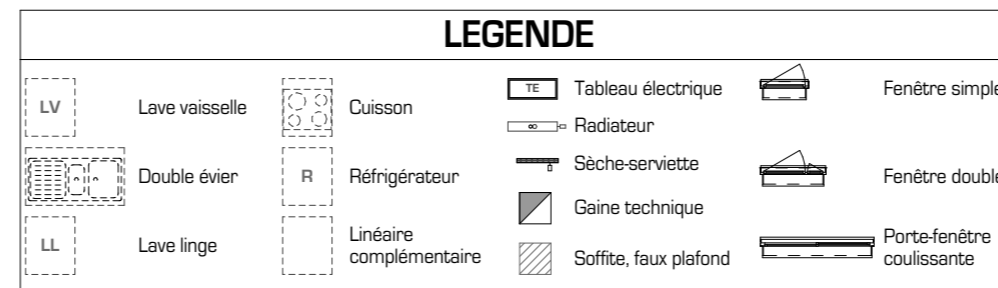 LEGENDE
LV
Lave vaisselle
Double évier
LL
Lave linge
Cuisson
R
Réfrigérateur
Linéaire
complémentaire
TE
Tableau électrique
Radiateur
Sèche-serviette
Gaine technique
Soffite, faux plafond
Fenêtre simple
Fenêtre double
Porte-fenêtre
coulissante